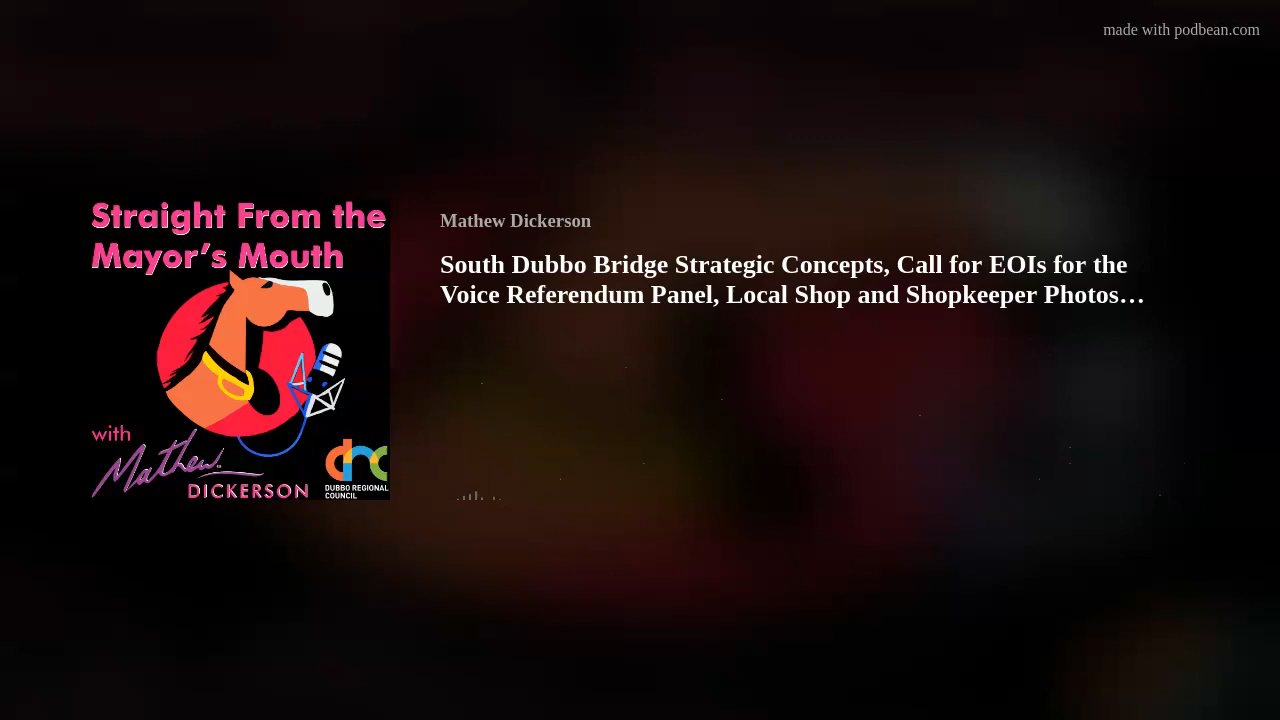 made with podbean.com
Straight From the
Mayor's Mouth
with
Mathew
DICKERSON
drc
DUBBO REGIONAL
COUNCIL
Mathew Dickerson
South Dubbo Bridge Strategic Concepts, Call for EOIs for the
Voice Referendum Panel, Local Shop and Shopkeeper Photos…